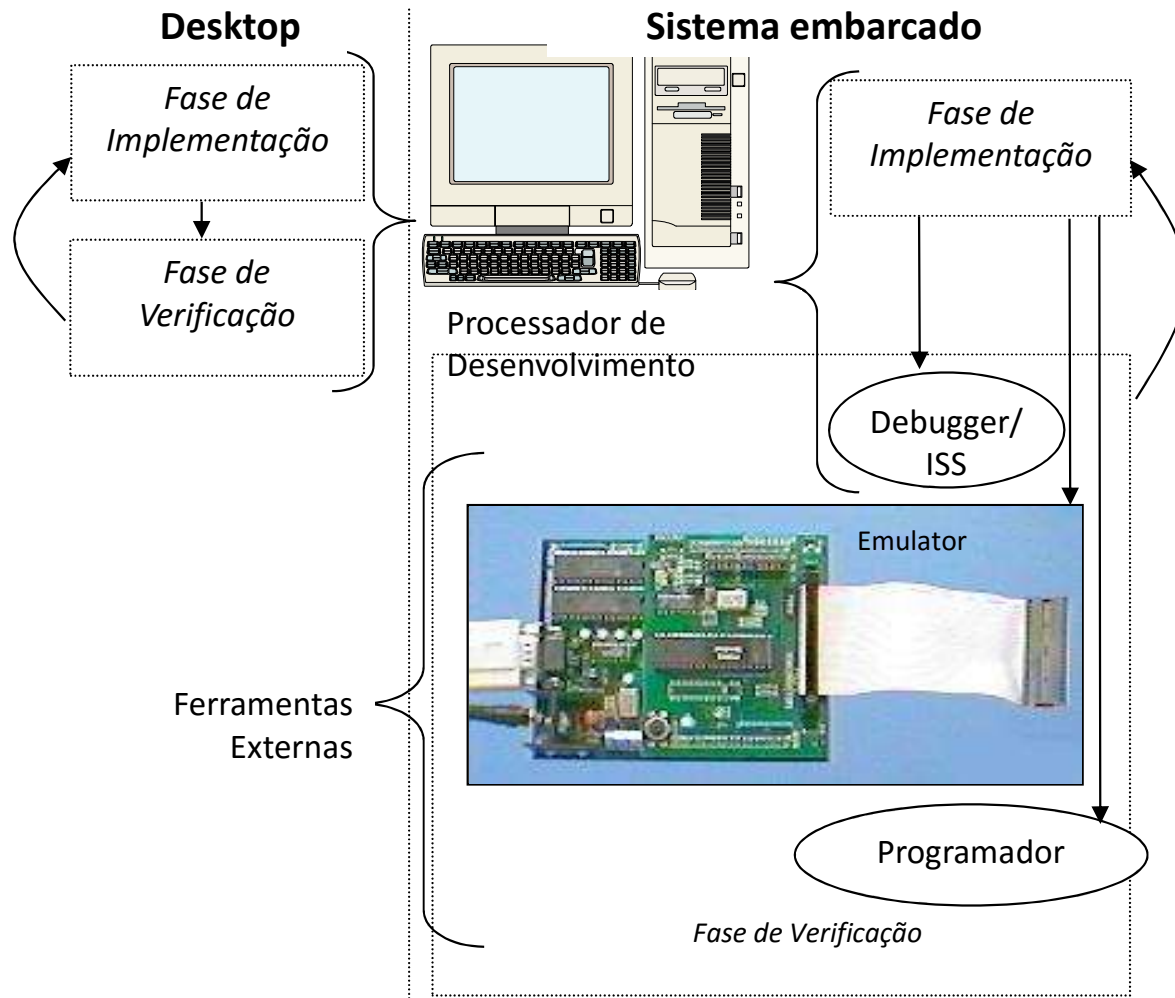 Desktop
Sistema embarcado
Fase de
Implementação
Fase de
Verificação
Fase de
Implementação
Processador de
Desenvolvimento
Debugger/
ISS
Emulator
Ferramentas
Externas
Programador
Fase de Verificação